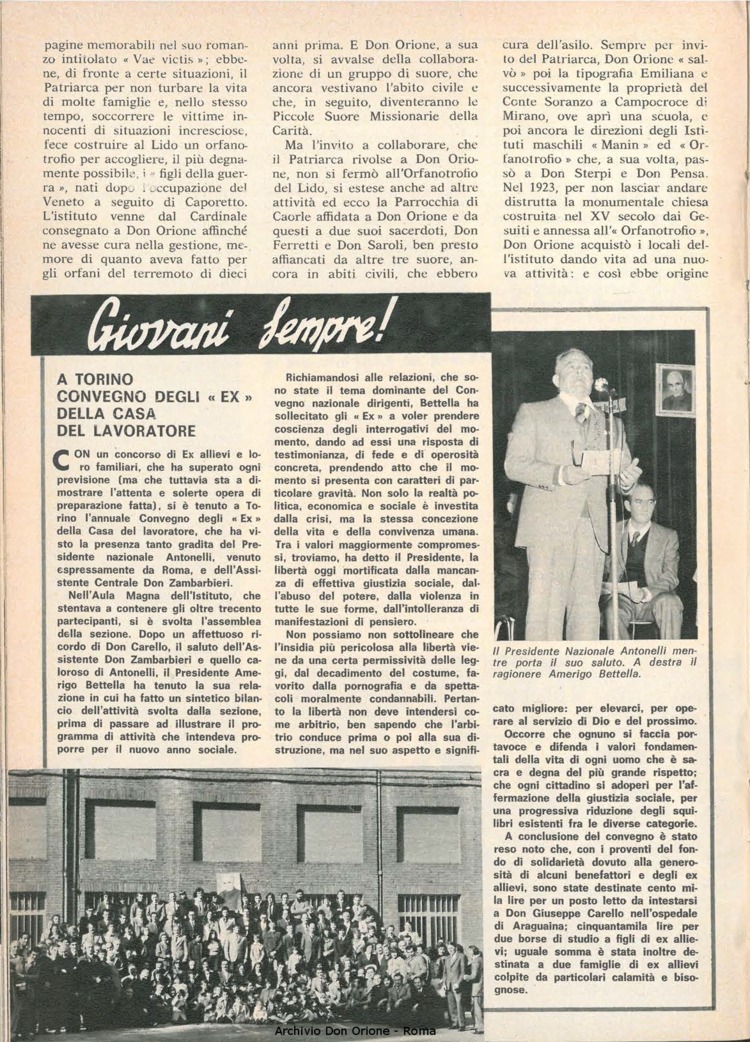 pagine memorabili nel suo roman-
zo intitolato « Vae victis »; ebbe-
ne, di fronte a certe situazioni, il
Patriarca per non turbare la vita
di molte famiglie e, nello stesso
tempo, soccorrere le vittime in-
nocenti di situazioni incresciose,
fece costruire al Lido un orfano-
trofio per accogliere, il più degna-
mente possibile, i « figli della guer-
ra », nati dopo l'occupazione del
Veneto a seguito di Caporetto.
L'istituto venne dal Cardinale
consegnato a Don Orione affinché
ne avesse cura nella gestione, me-
more di quanto aveva fatto per
gli orfani del terremoto di dieci
anni prima. E Don Orione, a sua
volta, si avvalse della collabora-
zione di un gruppo di suore, che
ancora vestivano l'abito civile e
che, in seguito, diventeranno le
Piccole Suore Missionarie della
Carità.
Ma l'invito a collaborare, che
il Patriarca rivolse a Don Orio-
ne, non si fermò all'Orfanotrofio
del Lido, si estese anche ad altre
attività ed ecco la Parrocchia di
Caorle affidata a Don Orione e da
questi a due suoi sacerdoti, Don
Ferretti e Don Saroli, ben presto
affiancati da altre tre suore, an-
cora in abiti civili, che ebbero
cura dell'asilo. Sempre per invi-
to del Patriarca, Don Orione « sal-
vò » poi la tipografia Emiliana e
successivamente la proprietà del
Conte Soranzo a Campocroce di
Mirano, ove aprì una scuola, e
poi ancora le direzioni degli Isti-
tuti maschili « Manin » ed « Or-
fanotrofio » che, a sua volta, pas-
sò a Don Sterpi e Don Pensa.
Nel 1923, per non lasciar andare
distrutta la monumentale chiesa
costruita nel XV secolo dai Ge-
suiti e annessa all'« Orfanotrofio »,
Don Orione acquistò i locali del-
l'istituto dando vita ad una nuo-
va attività: e così ebbe origine
Giovani Sempre!
A TORINO
CONVEGNO DEGLI « EX »
DELLA CASA
DEL LAVORATORE
CON un concorso di Ex allievi e lo-
ro familiari, che ha superato ogni
previsione (ma che tuttavia sta a di-
mostrare l'attenta e solerte opera di
preparazione fatta), si è tenuto a To-
rino l'annuale Convegno degli « Ex »
della Casa del lavoratore, che ha vi-
sto la presenza tanto gradita del Pre-
sidente nazionale Antonelli, venuto
espressamente da Roma, e dell'Assi-
stente Centrale Don Zambarbieri.
Nell'Aula Magna dell'Istituto, che
stentava a contenere gli oltre trecento
partecipanti, si è svolta l'assemblea
della sezione. Dopo un affettuoso ri-
cordo di Don Carello, il saluto dell'As-
sistente Don Zambarbieri e quello ca-
loroso di Antonelli, il Presidente Ame-
rigo Bettella ha tenuto la sua rela-
zione in cui ha fatto un sintetico bilan-
cio dell'attività svolta dalla sezione,
prima di passare ad illustrare il pro-
gramma di attività che intendeva pro-
porre per il nuovo anno sociale.
Richiamandosi alle relazioni, che so-
no state il tema dominante del Con-
vegno nazionale dirigenti, Bettella ha
sollecitato gli « Ex » a voler prendere
coscienza degli interrogativi del mo-
mento, dando ad essi una risposta di
testimonianza, di fede e di operosità
concreta, prendendo atto che il mo-
mento si presenta con caratteri di par-
ticolare gravità. Non solo la realtà po-
litica, economica e sociale è investita
dalla crisi, ma la stessa concezione
della vita e della convivenza umana.
Tra i valori maggiormente compromes-
si, troviamo, ha detto il Presidente, la
libertà oggi mortificata dalla mancan-
za di effettiva giustizia sociale, dal-
l'abuso del potere, dalla violenza in
tutte le sue forme, dall'intolleranza di
manifestazioni di pensiero.
Non possiamo non sottolineare che
l'insidia più pericolosa alla libertà vie-
ne da una certa permissività delle leg-
gi, dal decadimento del costume, fa-
vorito dalla pornografia e da spetta-
coli moralmente condannabili. Pertan-
to la libertà non deve intendersi co-
me arbitrio, ben sapendo che l'arbi-
trio conduce prima o poi alla sua di-
struzione, ma nel suo aspetto e signifi-
Il Presidente Nazionale Antonelli men-
tre porta il suo saluto. A destra il
ragioniere Amerigo Bettella.
cato migliore: per elevarci, per ope-
rare al servizio di Dio e del prossimo.
Occorre che ognuno si faccia por-
tavoce e difenda i valori fondamen-
tali della vita di ogni uomo che è sa-
cra e degna del più grande rispetto;
che ogni cittadino si adoperi per l'af-
fermazione della giustizia sociale, per
una progressiva riduzione degli squi-
libri esistenti fra le diverse categorie.
A conclusione del convegno è stato
reso noto che, con i proventi del fon-
do di solidarietà dovuto alla genero-
sità di alcuni benefattori e degli ex
allievi, sono state destinate cento mi-
la lire per un posto letto da intestarsi
a Don Giuseppe Carello nell'ospedale
di Araguaina; cinquantamila lire per
due borse di studio a figli di ex allie-
vi; uguale somma è stata inoltre de-
stinata a due famiglie di ex allievi
colpite da particolari calamità e biso-
gnose.
Archivio Don Orione - Roma